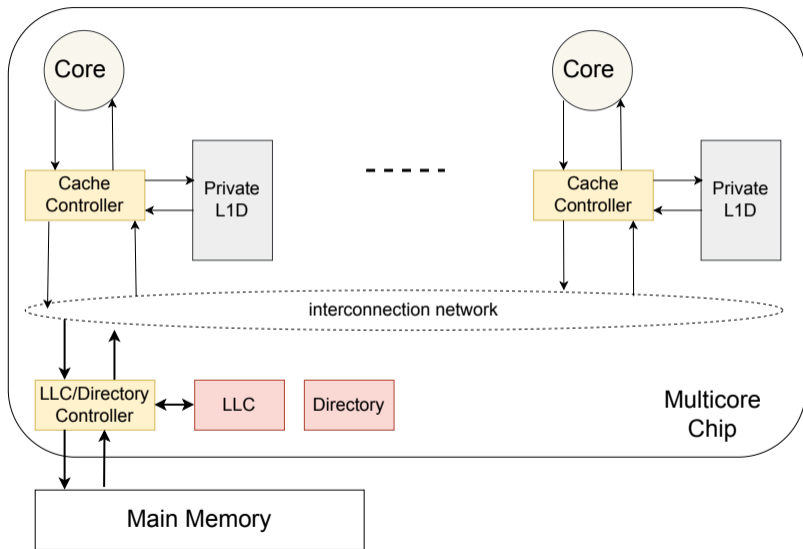 Core
Core
Cache
Controller
Private
L1D
Cache
Controller
Private
L1D
interconnection network
LLC/Directory
Controller
LLC
Directory
Multicore
Chip
Main Memory